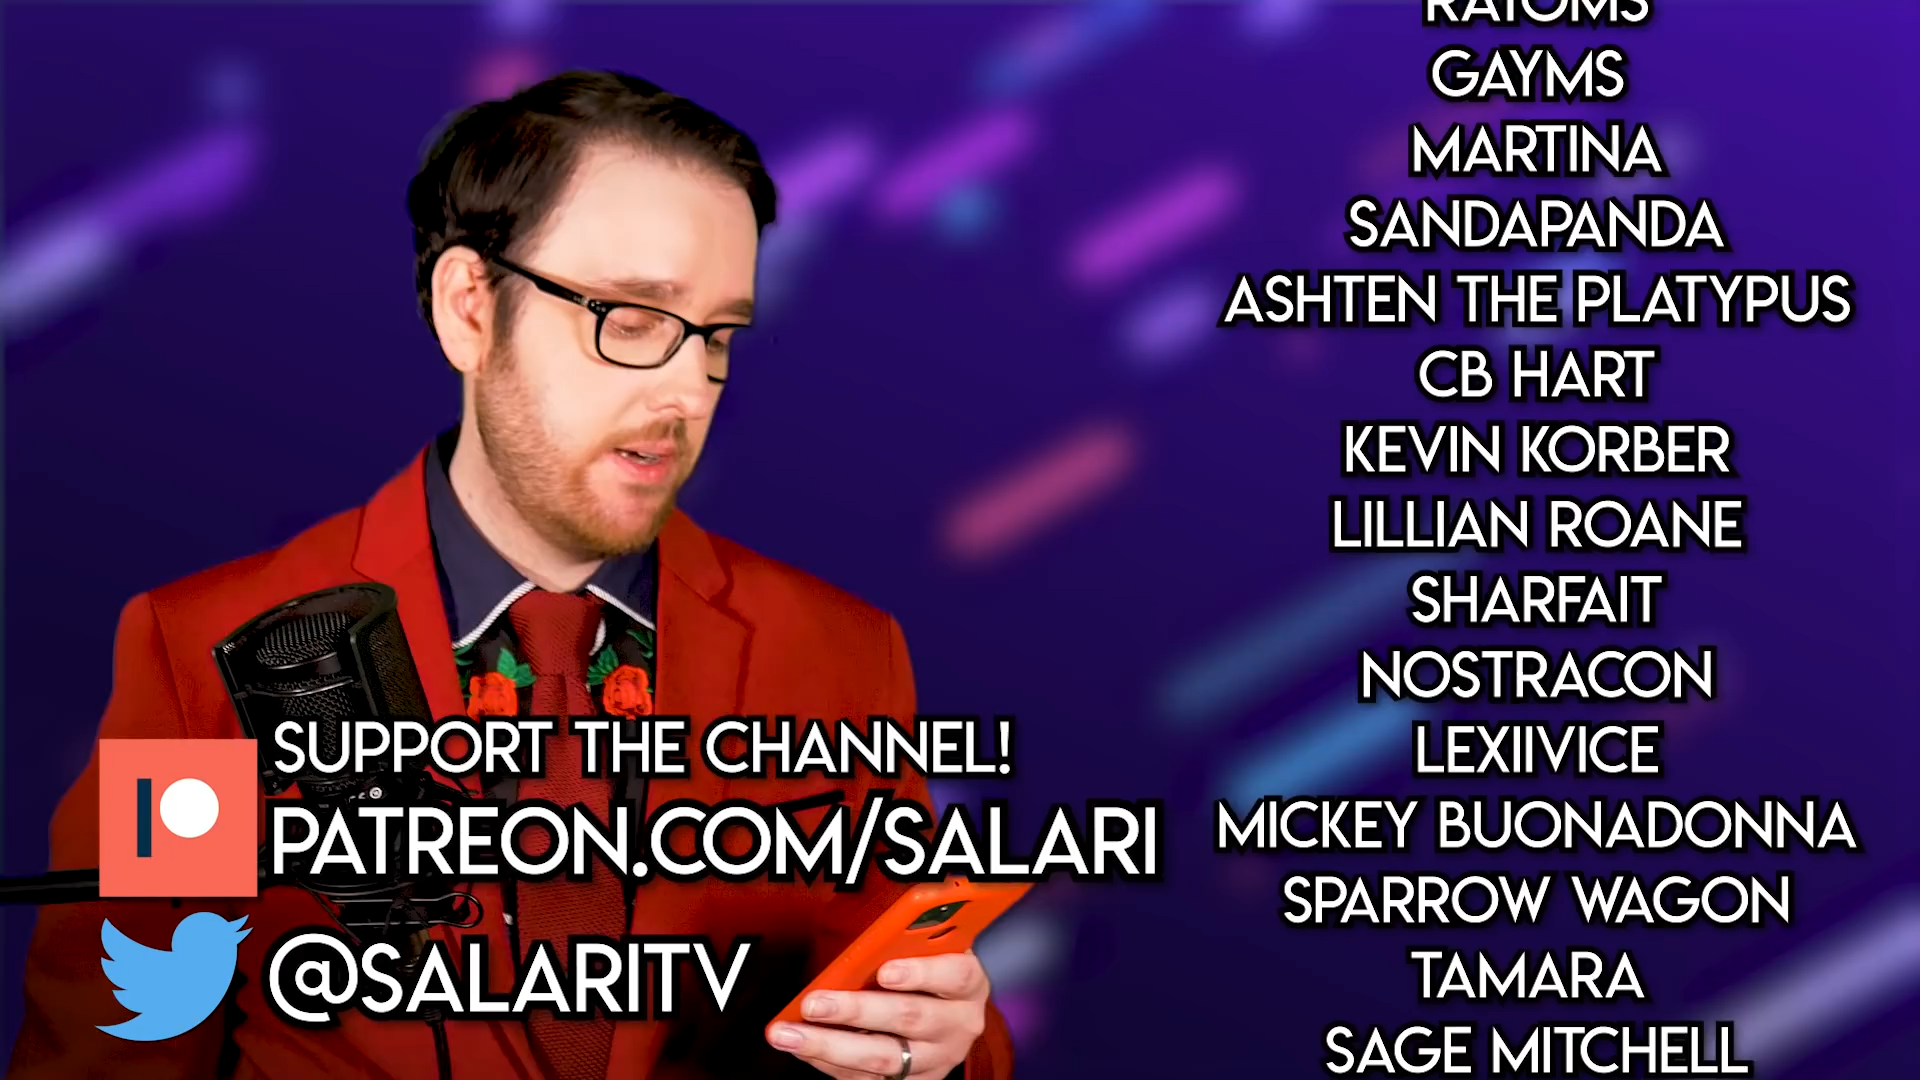 RATOMS
GAYMS
MARTINA
SANDAPANDA
ASHTEN THE PLATYPUS
CB HART
KEVIN KORBER
LILLIAN ROANE
SHARFAIT
NOSTRACON
LEXIIVICE
MICKEY BUONADONNA
SPARROW WAGON
TAMARA
SAGE MITCHELL
SUPPORT THE CHANNEL!
PATREON.COM/SALARI
@SALARITV